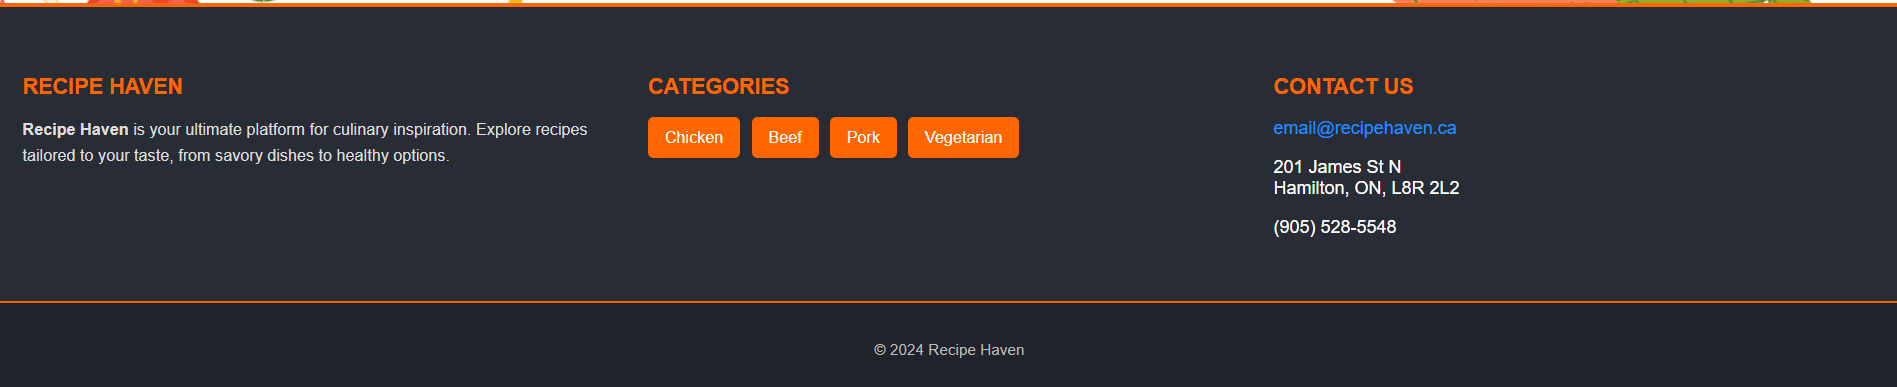 RECIPE HAVEN
Recipe Haven is your ultimate platform for culinary inspiration. Explore recipes
tailored to your taste, from savory dishes to healthy options.
CATEGORIES
Chicken Beef Pork Vegetarian
CONTACT US
email@recipehaven.ca
201 James St N
Hamilton, ON, L8R 2L2
(905) 528-5548
© 2024 Recipe Haven